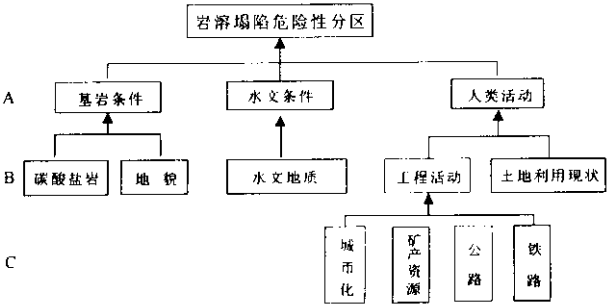 岩溶塌陷危险性分区
A 基岩条件 水文条件 人类活动
B 碳酸盐岩 地貌 水文地质 工程活动 土地利用现状
C 城市化 矿产资源 公路 铁路